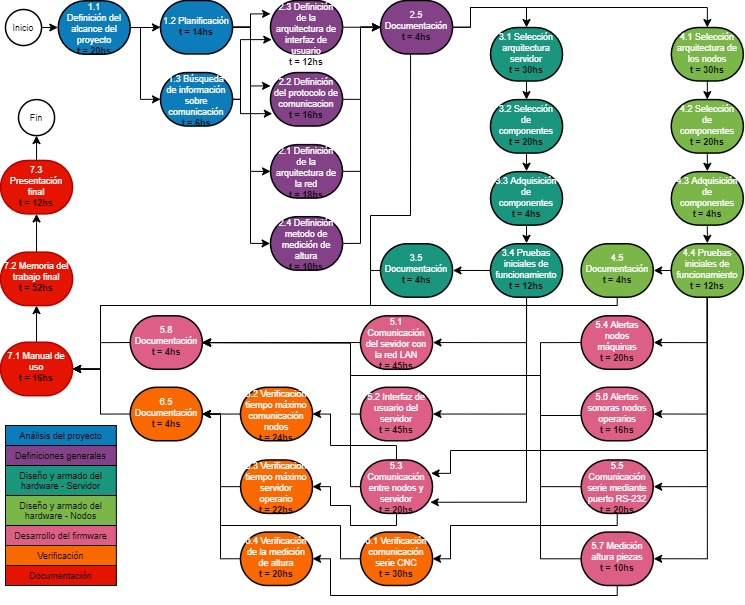 Inicio
1.1
Definición del
alcance del
proyecto
t = 20hs
1.2 Planificación
t = 14hs
1.3 Búsqueda
de información
sobre
comunicación
t = 6hs
2.3 Definición
de la
arquitectura de
interfaz de
usuario
t = 12hs
2.2 Definición
del protocolo de
comunicacion
t = 16hs
2.1 Definición
de la
arquitectura de
la red
t = 18hs
2.4 Definición
metodo de
medición de
altura
t = 10hs
2.5
Documentación
t = 4hs
3.1 Selección
arquitectura
servidor
t = 30hs
3.2 Selección
de
componentes
t = 20hs
3.3 Adquisición
de
componentes
t = 4hs
3.4 Pruebas
iniciales de
funcionamiento
t = 12hs
3.5
Documentación
t = 4hs
4.1 Selección
arquitectura de
los nodos
t = 30hs
4.2 Selección
de
componentes
t = 20hs
4.3 Adquisición
de
componentes
t = 4hs
4.4 Pruebas
iniciales de
funcionamiento
t = 12hs
4.5
Documentación
t = 4hs
5.1
Comunicación
del sevidor con
la red LAN
t = 45hs
5.2 Interfaz de
usuario del
servidor
t = 45hs
5.3
Comunicación
entre nodos y
servidor
t = 20hs
5.4 Alertas
nodos
máquinas
t = 20hs
5.6 Alertas
sonoras nodos
operarios
t = 16hs
5.5
Comunicación
serie mediante
puerto RS-232
t = 20hs
5.7 Medición
altura piezas
t = 10hs
5.8
Documentación
t = 4hs
6.2 Verificación
tiempo máximo
comunicación
nodos
t = 24hs
6.3 Verificación
tiempo máximo
servidor
operario
t = 22hs
6.4 Verificación
de la medición
de altura
t = 20hs
6.1 Verificación
comunicación
serie CNC
t = 30hs
6.5
Documentación
t = 4hs
7.1 Manual de
uso
t = 16hs
7.2 Memoria del
trabajo final
t = 52hs
7.3
Presentación
final
t = 12hs
Fin
Análisis del proyecto
Definiciones generales
Diseño y armado del
hardware - Servidor
Diseño y armado del
hardware - Nodos
Desarrollo del firmware
Verificación
Documentación